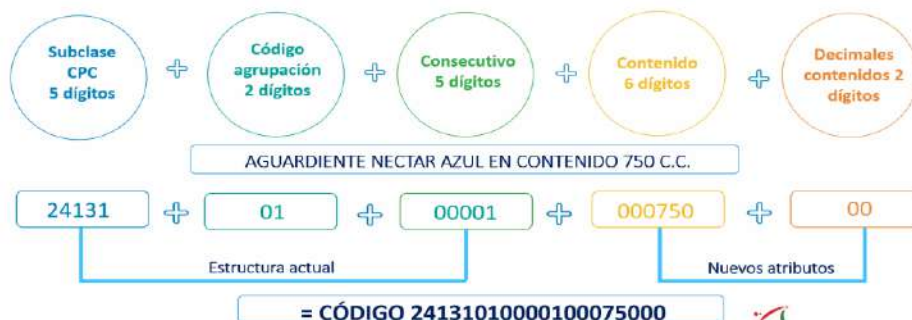 Subclase
CPC
5 dígitos
Código
agrupación
2 dígitos
Consecutivo
5 dígitos
Contenido
6 dígitos
Decimales
contenidos 2
dígitos
AGUARDIENTE NECTAR AZUL EN CONTENIDO 750 C.C.
24131
01
00001
000750
00
Estructura actual
Nuevos atributos
= CÓDIGO 24131010000100075000